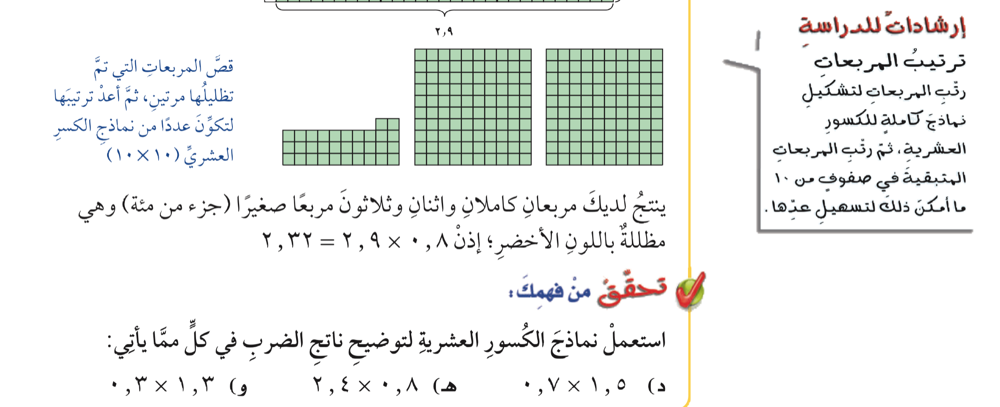 ٢,٩
قصَّ المربعاتِ التي تمَّ
تظليلُها مرتينِ، ثمَّ أعدْ ترتيبَها
لتكوِّنَ عددًا من نماذجِ الكسرِ
العشريِّ (١٠×١٠)
ينتجُ لديكَ مربعانِ كاملانِ واثنانِ وثلاثونَ مربعًا صغيرًا (جزء من مئة) وهي
مظللةٌ باللونِ الأخضرِ؛ إذنْ ٠,٨ × ٢,٩ = ٢,٣٢
تحقَّقْ منْ فهمِكَ:
استعملْ نماذجَ الكُسورِ العشريةِ لتوضيحِ ناتجِ الضربِ في كلٍّ ممَّا يأتِي:
د) ١,٥ × ٠,٧
هـ) ٠,٨ × ٢,٤
و) ١,٣ × ٠,٣
إرشاداتٌ للدراسةِ
ترتيبُ المربعاتِ
رتّبِ المربعاتِ لتشكيلِ
نماذجَ كاملةٍ للكسورِ
العشريةِ، ثمّ رتّبِ المربعاتِ
المتبقيةَ في صفوفٍ من ١٠
ما أمكنَ ذلكَ لتسهيلِ عدِّها.